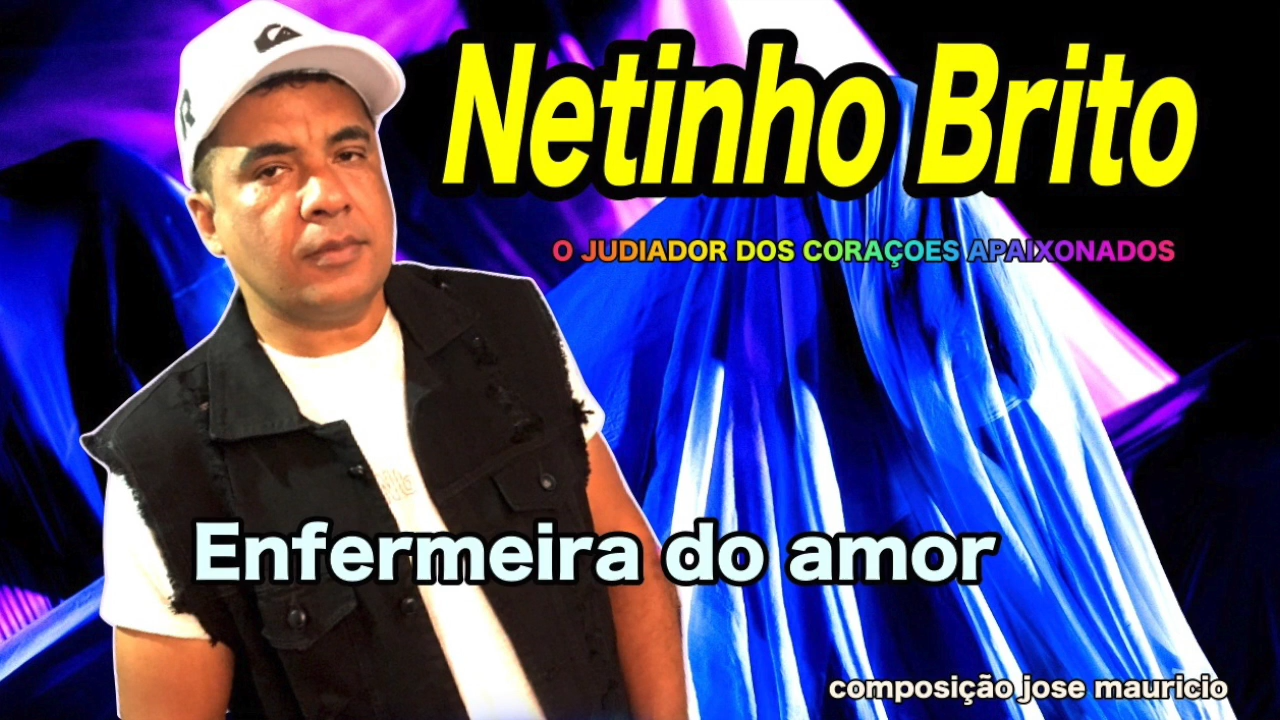 Netinho Brito
O JUDIADOR DOS CORAÇOES APAIXONADOS
Enfermeira do amor
composição jose mauricio